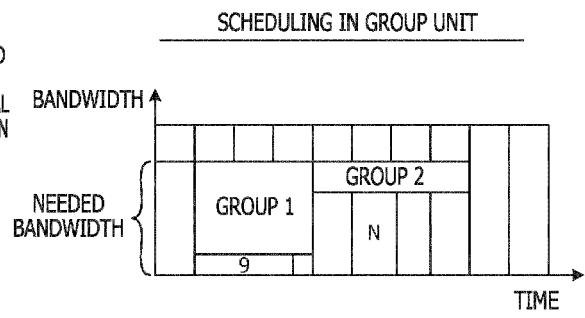 SCHEDULING IN GROUP UNIT
BANDWIDTH
NEEDED
BANDWIDTH
GROUP 1
GROUP 2
N
9
TIME